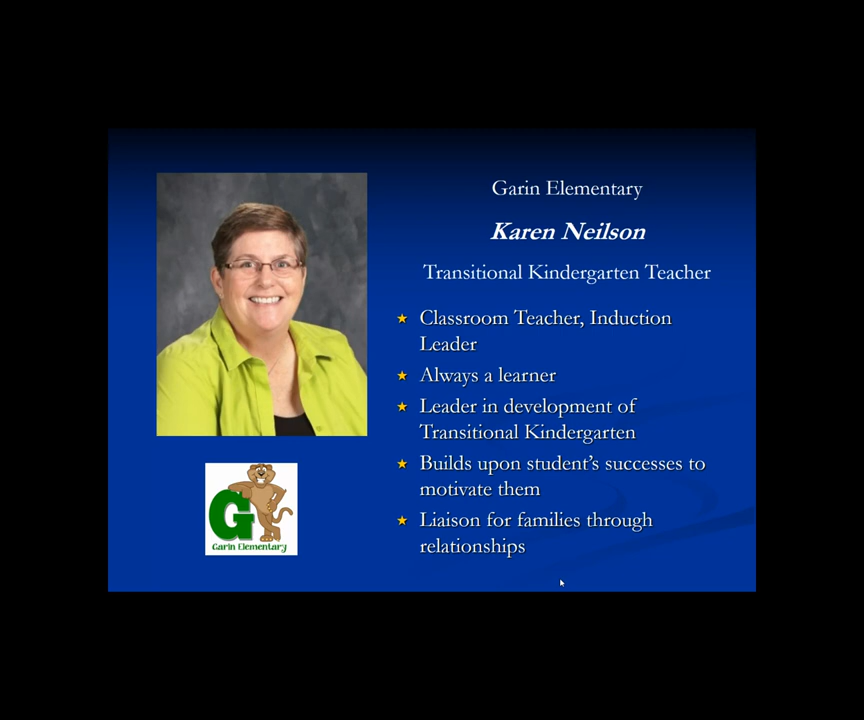 Garin Elementary
Karen Neilson
Transitional Kindergarten Teacher
Classroom Teacher, Induction
Leader
Always a learner
Leader in development of
Transitional Kindergarten
Builds upon student's successes to
motivate them
Liaison for families through
relationships
G
Garin Elementary